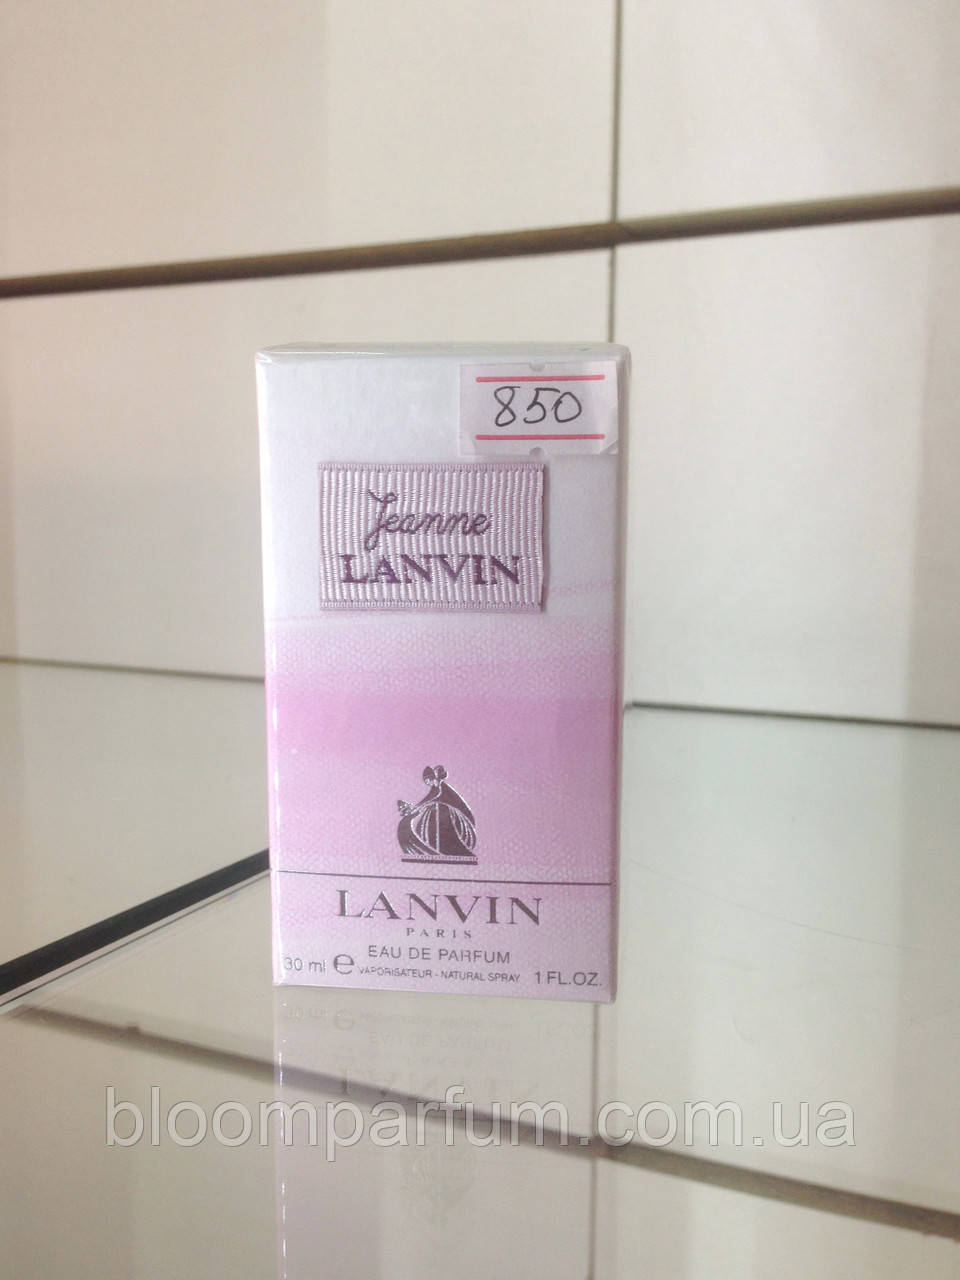 850
Jeanne
LANVIN
LANVIN
PARIS
EAU DE PARFUM
30 ml e VAPORISATEUR - NATURAL SPRAY 1 FL.OZ.
bloomparfum.com.ua